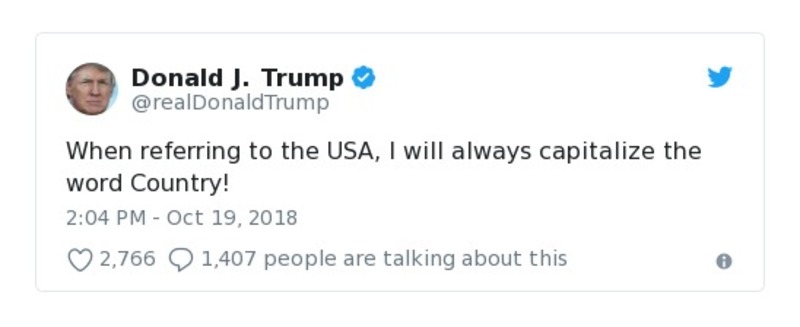 Donald J. Trump
@realDonaldTrump
When referring to the USA, I will always capitalize the
word Country!
2:04 PM - Oct 19, 2018
2,766 1,407 people are talking about this